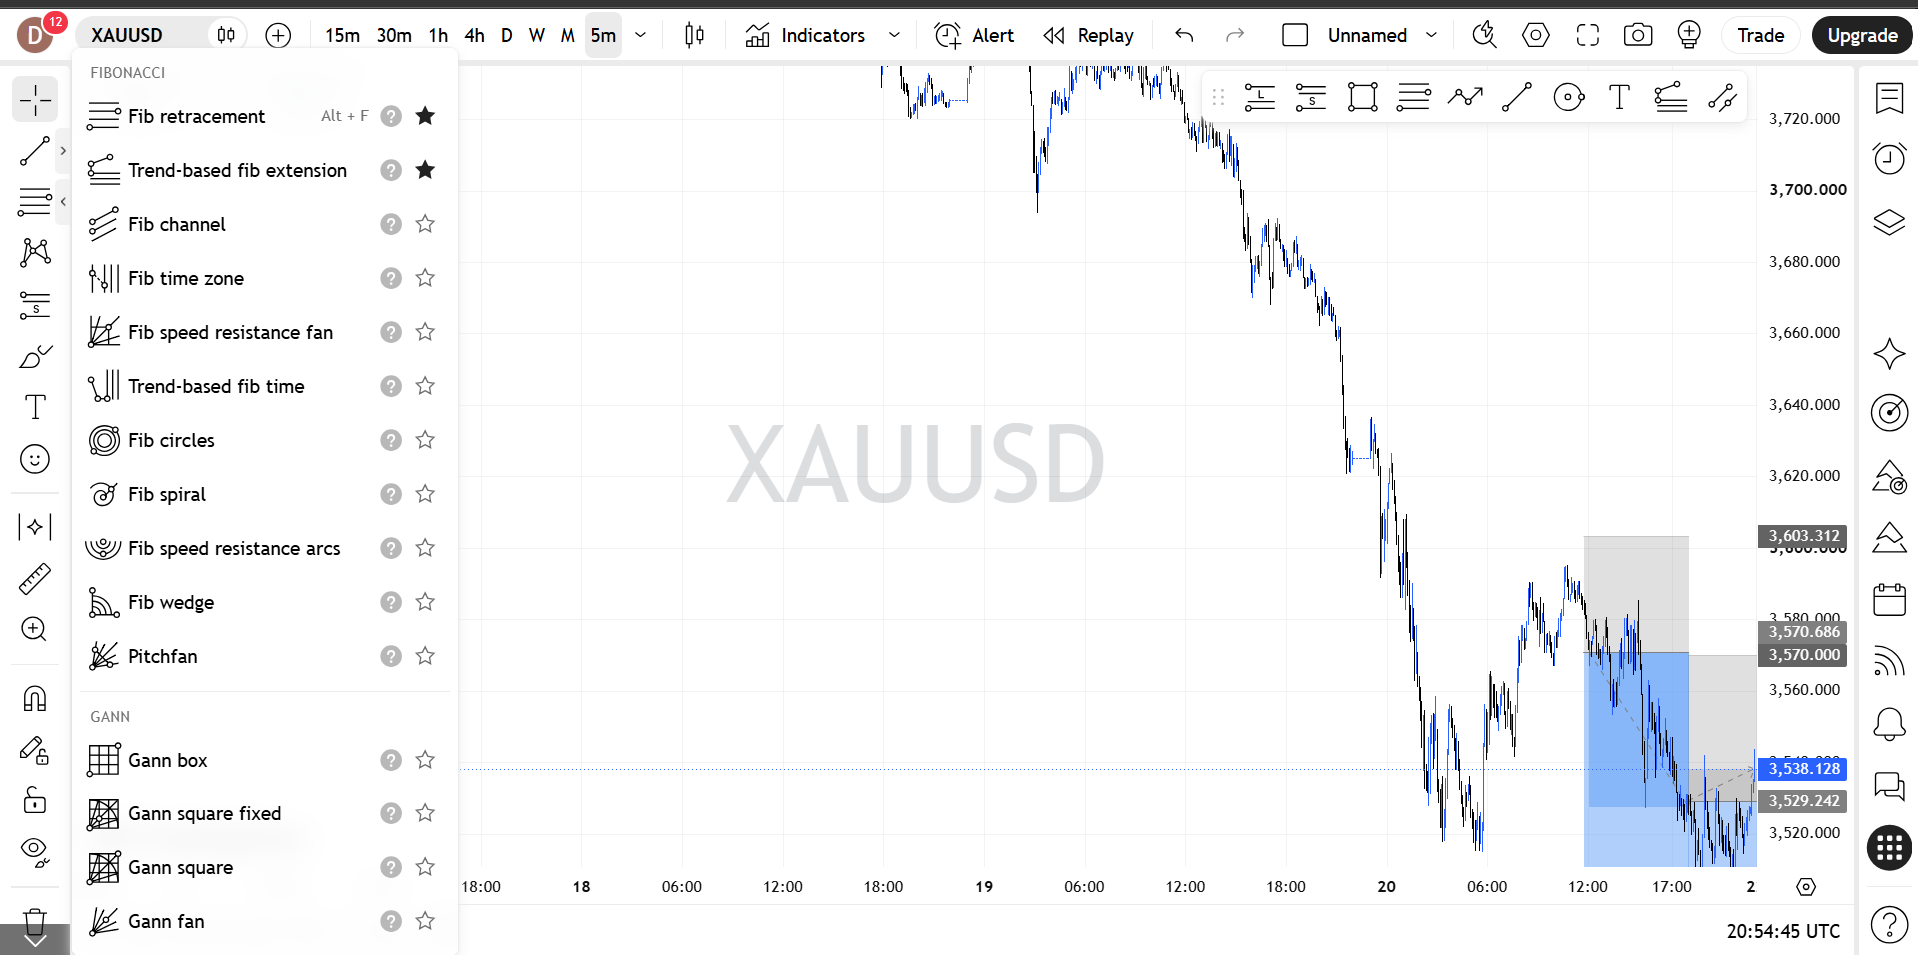 D 12 XAUUSD 15m 30m 1h 4h D W M 5m Indicators Alert Replay Unnamed Trade Upgrade
FIBONACCI
Fib retracement Alt + F
Trend-based fib extension
Fib channel
Fib time zone
Fib speed resistance fan
Trend-based fib time
Fib circles
Fib spiral
Fib speed resistance arcs
Fib wedge
Pitchfan
GANN
Gann box
Gann square fixed
Gann square
Gann fan
L S T
S
T
XAUUSD
3,720.000
3,700.000
3,680.000
3,660.000
3,640.000
3,620.000
3,603.312
3,580.000
3,570.686
3,570.000
3,560.000
3,538.128
3,529.242
3,520.000
18:00 18 06:00 12:00 18:00 19 06:00 12:00 18:00 20 06:00 12:00 17:00 2
20:54:45 UTC